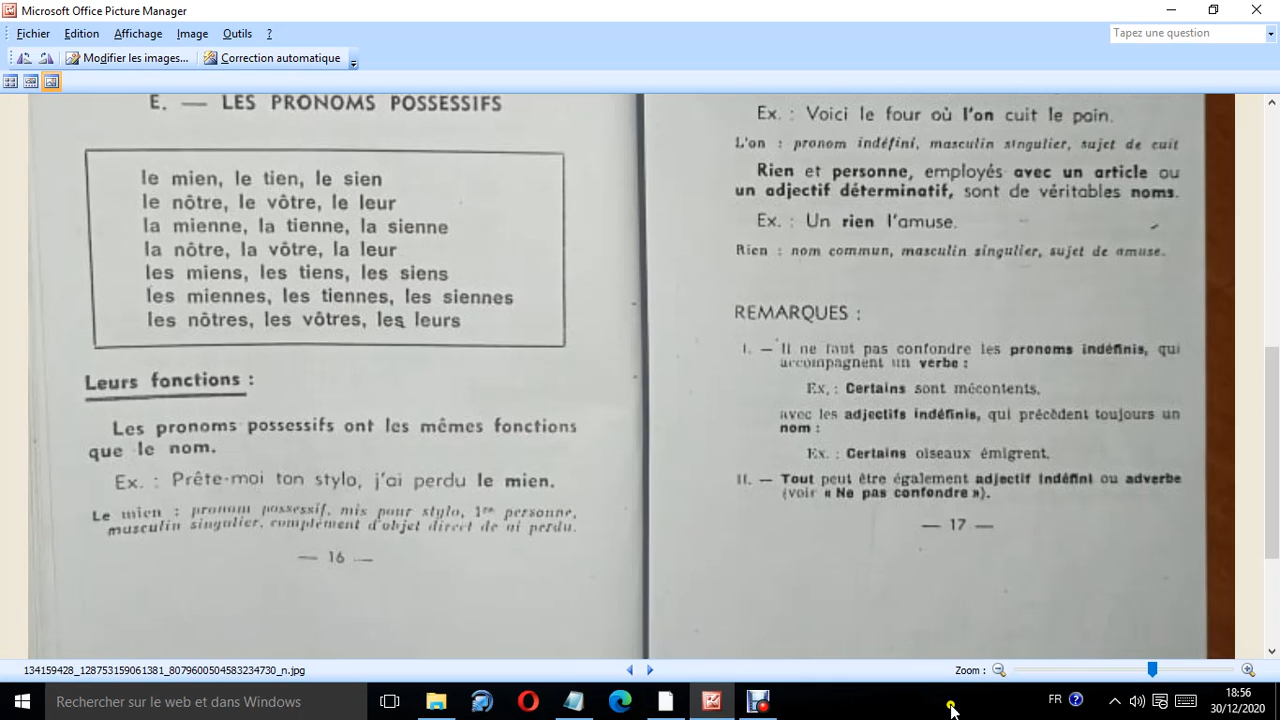 Microsoft Office Picture Manager
Fichier Edition Affichage Image Outils ?
Tapez une question
Modifier les images... Correction automatique
E. — LES PRONOMS POSSESSIFS
le mien, le tien, le sien
le nôtre, le vôtre, le leur
la mienne, la tienne, la sienne
la nôtre, la vôtre, la leur
les miens, les tiens, les siens
les miennes, les tiennes, les siennes
les nôtres, les vôtres, les leurs
Leurs fonctions :
Les pronoms possessifs ont les mêmes fonctions
que le nom.
Ex. : Prête-moi ton stylo, j'ai perdu le mien.
Le mien : pronom possessif, mis pour stylo, 1re personne,
masculin singulier, complément d'objet direct de ai perdu.
— 16 —
Ex. : Voici le four où l'on cuit le pain.
L'on : pronom indéfini, masculin singulier, sujet de cuit
Rien et personne, employés avec un article ou
un adjectif déterminatif, sont de véritables noms.
Ex. : Un rien l'amuse.
Rien : nom commun, masculin singulier, sujet de amuse.
REMARQUES :
I. — Il ne faut pas confondre les pronoms indéfinis, qui
accompagnent un verbe :
Ex. : Certains sont mécontents.
avec les adjectifs indéfinis, qui précèdent toujours un
nom :
Ex. : Certains oiseaux émigrent.
II. — Tout peut être également adjectif indéfini ou adverbe
(voir « Ne pas confondre »).
— 17 —
134159428_128753159061381_8079600504583234730_n.jpg
Zoom :
Rechercher sur le web et dans Windows
FR
18:56
30/12/2020